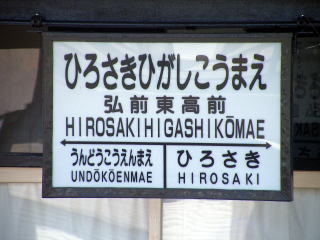 ひろさきひがしこうまえ
弘前東高前
HIROSAKIHIGASHIKŌMAE
うんどうこうえんまえ ひろさき
UNDŌKŌENMAE HIROSAKI